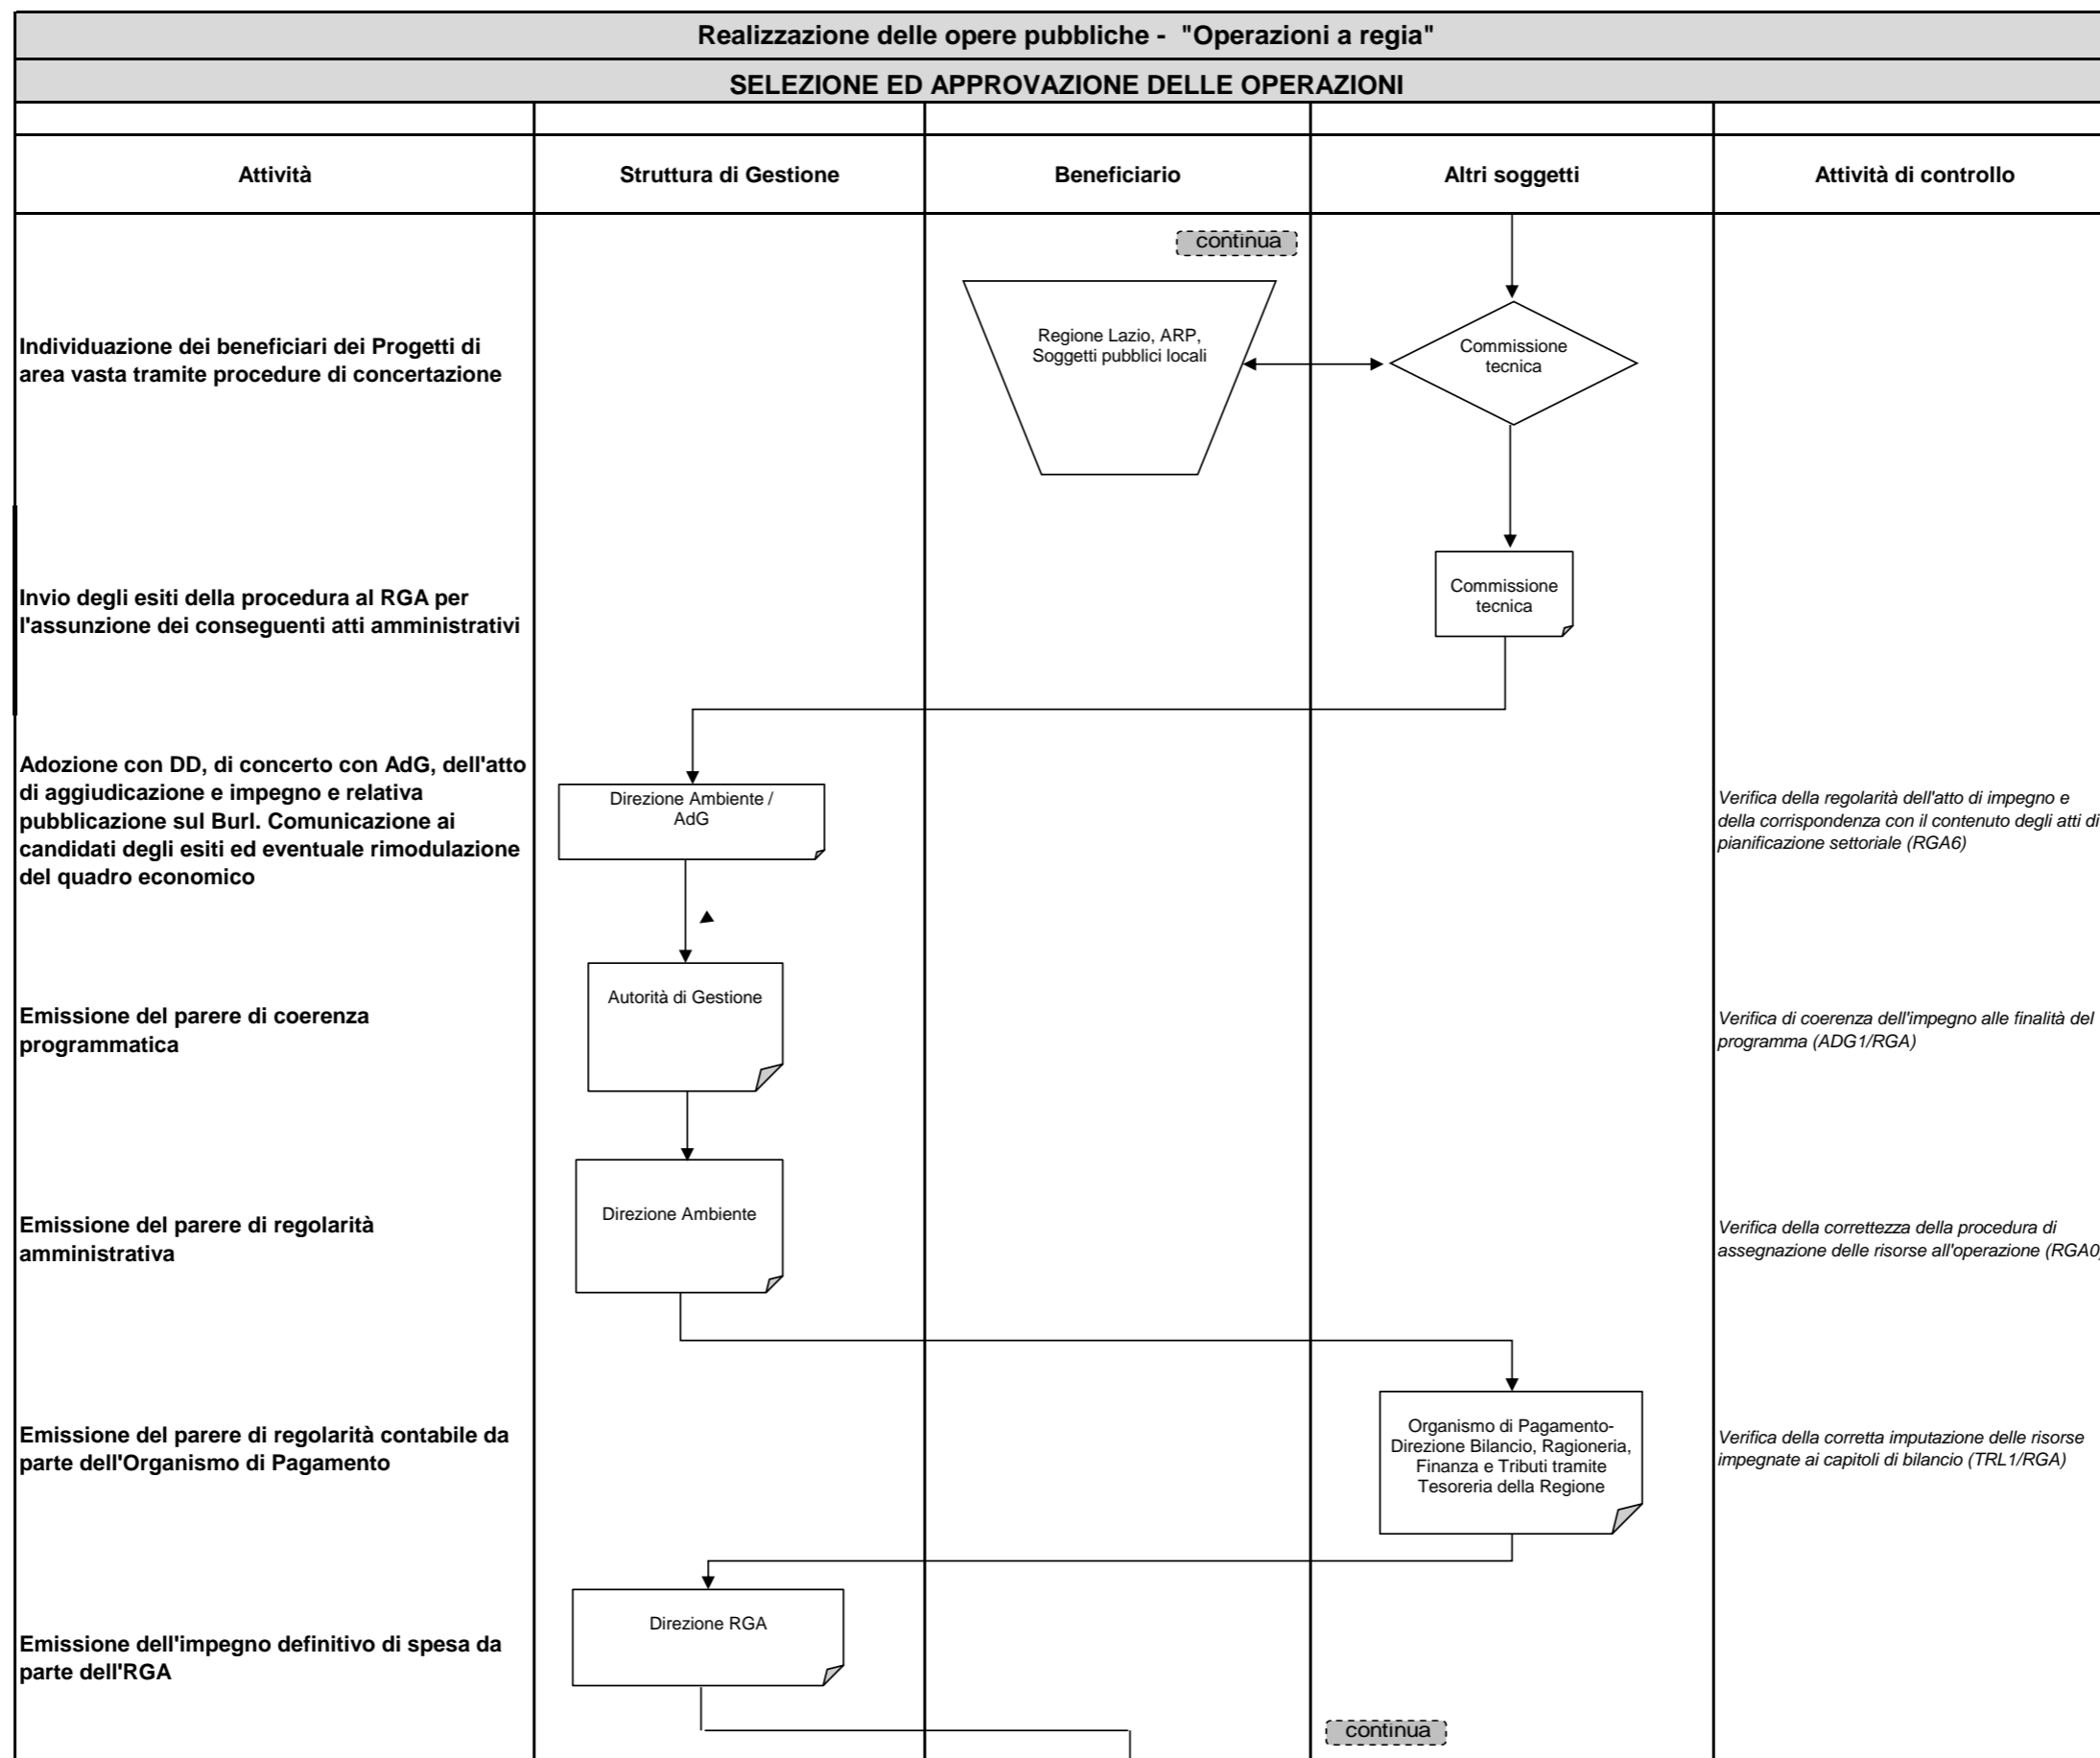 Realizzazione delle opere pubbliche - "Operazioni a regia"
SELEZIONE ED APPROVAZIONE DELLE OPERAZIONI
Attività
Struttura di Gestione
Beneficiario
Altri soggetti
Attività di controllo
continua
Individuazione dei beneficiari dei Progetti di
area vasta tramite procedure di concertazione
Regione Lazio, ARP,
Soggetti pubblici locali
Commissione
tecnica
Invio degli esiti della procedura al RGA per
l'assunzione dei conseguenti atti amministrativi
Commissione
tecnica
Adozione con DD, di concerto con AdG, dell'atto
di aggiudicazione e impegno e relativa
pubblicazione sul Burl. Comunicazione ai
candidati degli esiti ed eventuale rimodulazione
del quadro economico
Direzione Ambiente /
AdG
Verifica della regolarità dell'atto di impegno e
della corrispondenza con il contenuto degli atti di
pianificazione settoriale (RGA6)
Emissione del parere di coerenza
programmatica
Autorità di Gestione
Verifica di coerenza dell'impegno alle finalità del
programma (ADG1/RGA)
Emissione del parere di regolarità
amministrativa
Direzione Ambiente
Verifica della correttezza della procedura di
assegnazione delle risorse all'operazione (RGA0)
Emissione del parere di regolarità contabile da
parte dell'Organismo di Pagamento
Organismo di Pagamento-
Direzione Bilancio, Ragioneria,
Finanza e Tributi tramite
Tesoreria della Regione
Verifica della corretta imputazione delle risorse
impegnate ai capitoli di bilancio (TRL1/RGA)
Emissione dell'impegno definitivo di spesa da
parte dell'RGA
Direzione RGA
continua